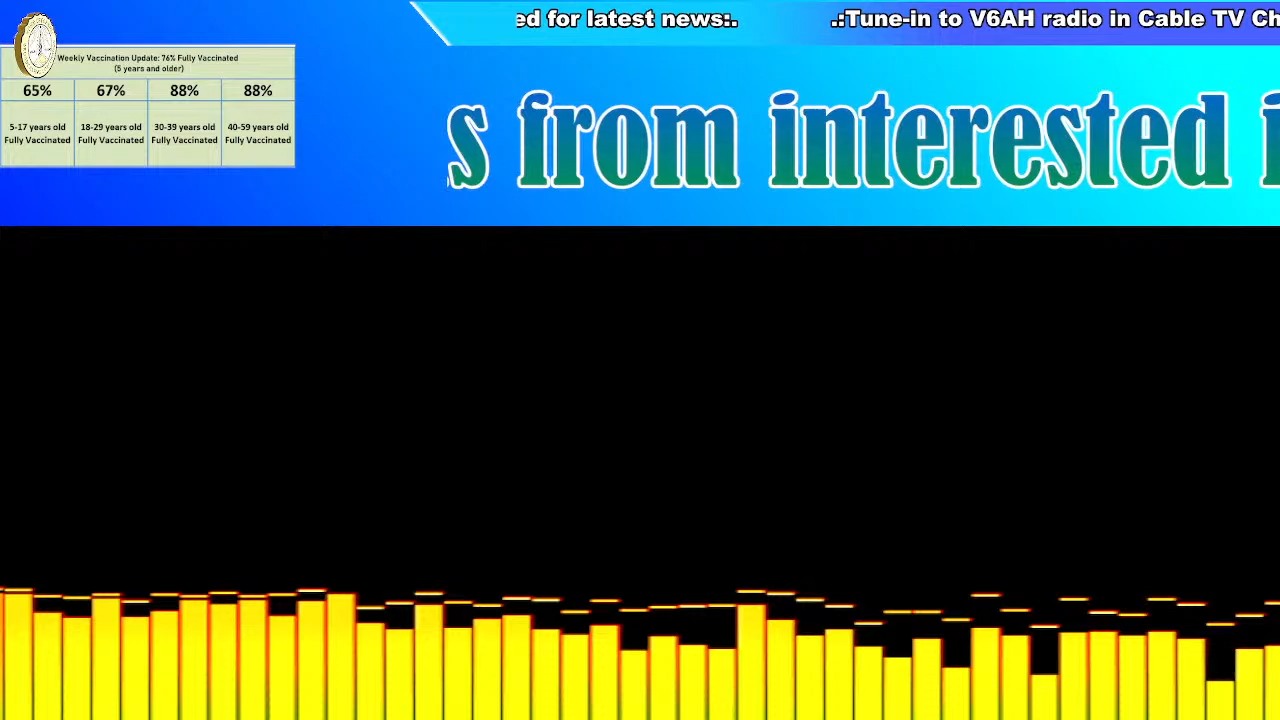 ed for latest news:. .:Tune-in to V6AH radio in Cable TV Ch
Weekly Vaccination Update: 76% Fully Vaccinated
(5 years and older)
65% 67% 88% 88%
5-17 years old 18-29 years old 30-39 years old 40-59 years old
Fully Vaccinated Fully Vaccinated Fully Vaccinated Fully Vaccinated
s from interested i